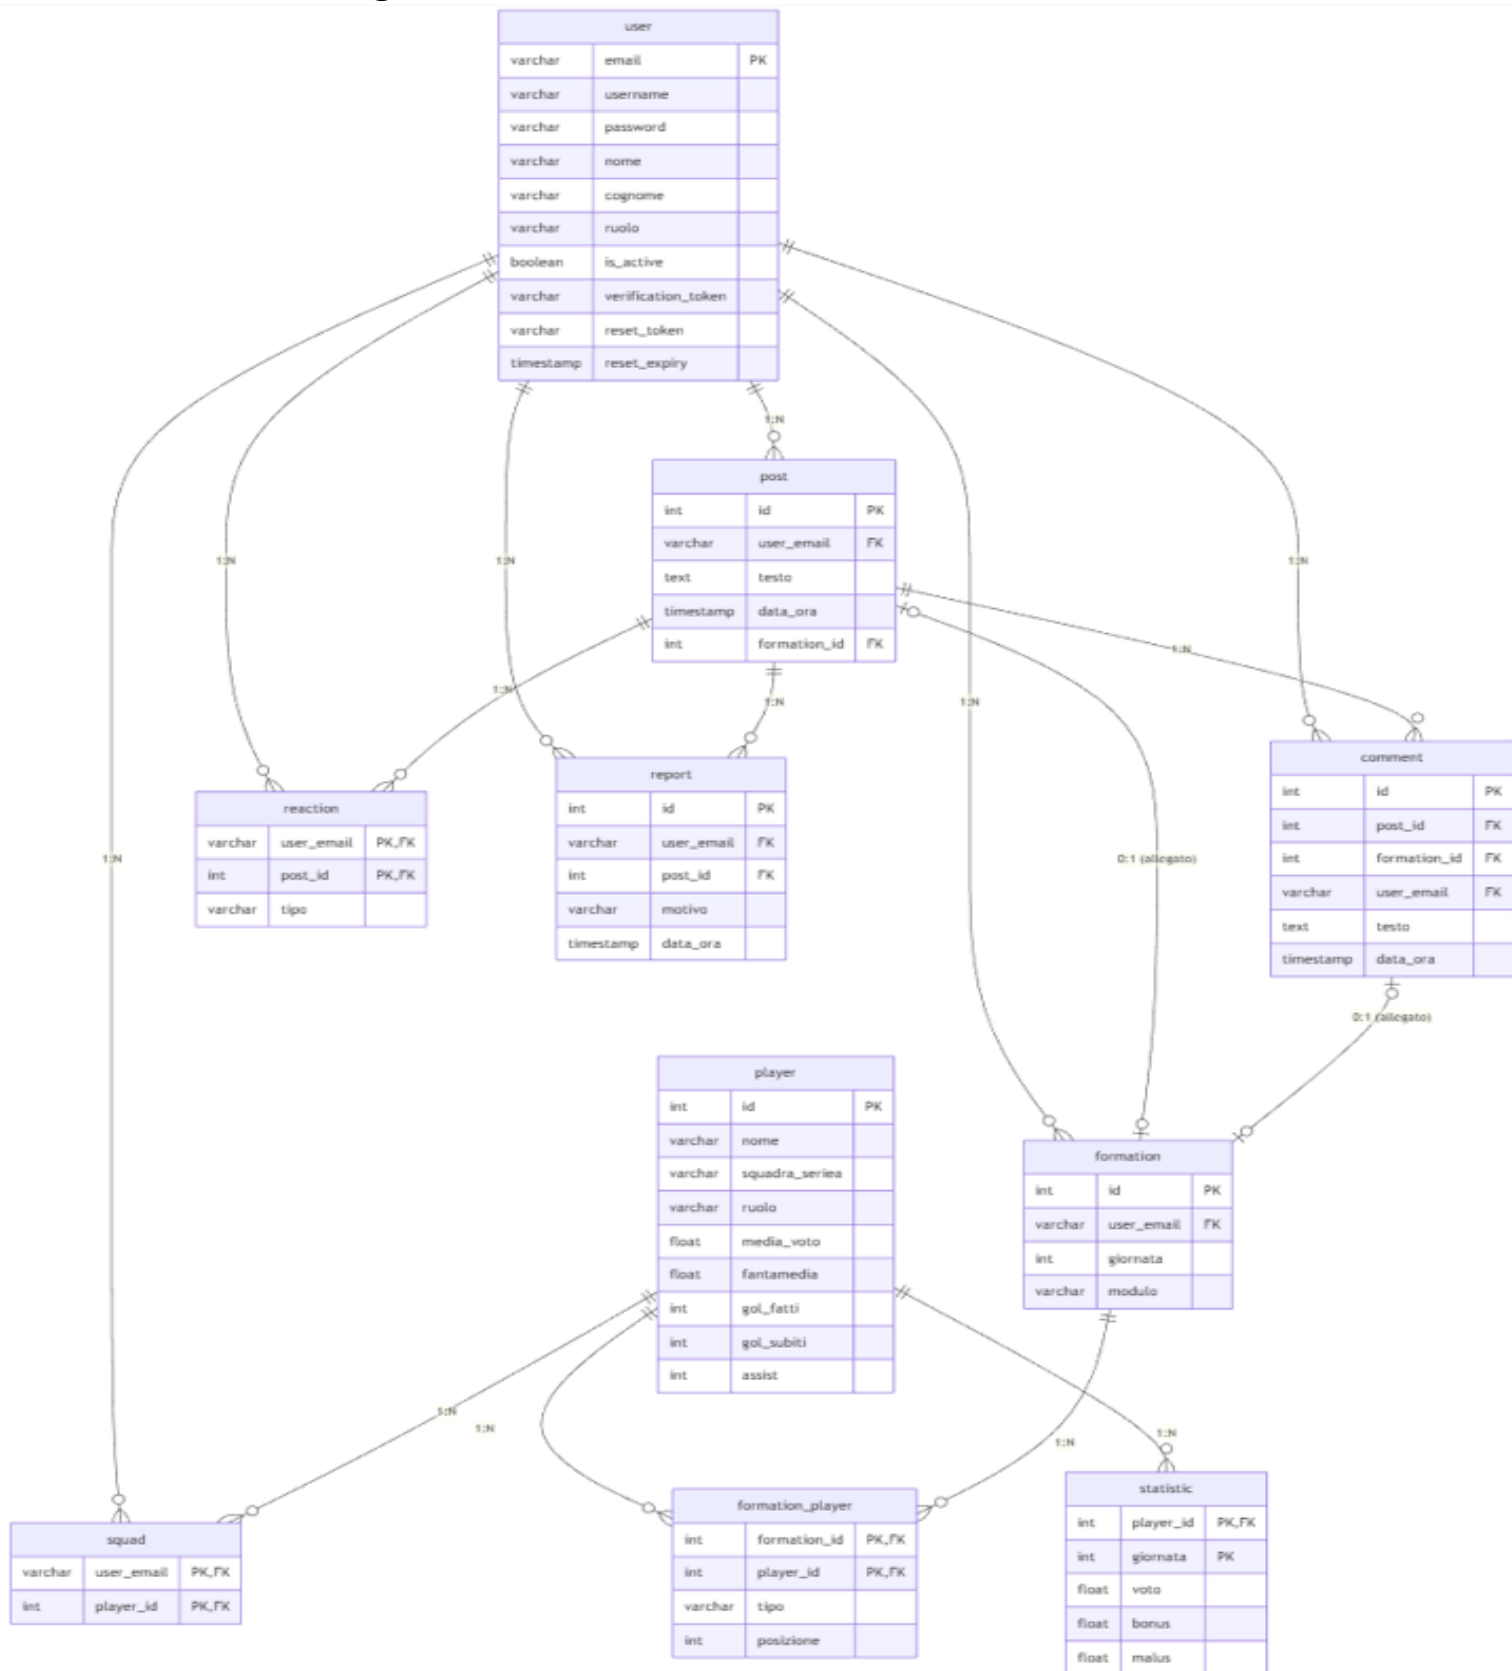 user
varchar email PK
varchar username
varchar password
varchar nome
varchar cognome
varchar ruolo
boolean is_active
varchar verification_token
varchar reset_token
timestamp reset_expiry
1:N
post
int id PK
varchar user_email FK
text testo
timestamp data_ora
int formation_id FK
1:N
1:N
1:N
1:N
1:N
1:N
1:N
1:N
comment
int id PK
int post_id FK
int formation_id FK
varchar user_email FK
text testo
timestamp data_ora
report
int id PK
varchar user_email FK
int post_id FK
varchar motivo
timestamp data_ora
reaction
varchar user_email PK,FK
int post_id PK,FK
varchar tipo
1:N
0:1 (allegato)
0:1 (allegato)
player
int id PK
varchar nome
varchar squadra_seriea
varchar ruolo
float media_voto
float fantamedia
int gol_fatti
int gol_subiti
int assist
formation
int id PK
varchar user_email FK
int giornata
varchar modulo
1:N
1:N
1:N
1:N
statistic
int player_id PK,FK
int giornata PK
float voto
float bonus
float malus
formation_player
int formation_id PK,FK
int player_id PK,FK
varchar tipo
int posizione
squad
varchar user_email PK,FK
int player_id PK,FK